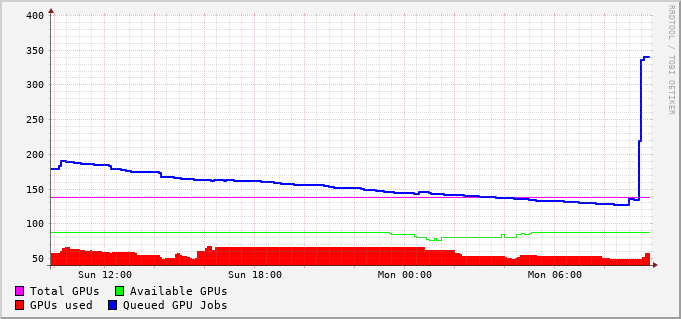 400
350
300
250
200
150
100
50
Sun 12:00 Sun 18:00 Mon 00:00 Mon 06:00
Total GPUs Available GPUs
GPUs used Queued GPU Jobs
RRDTOOL / TOBI OETIKER